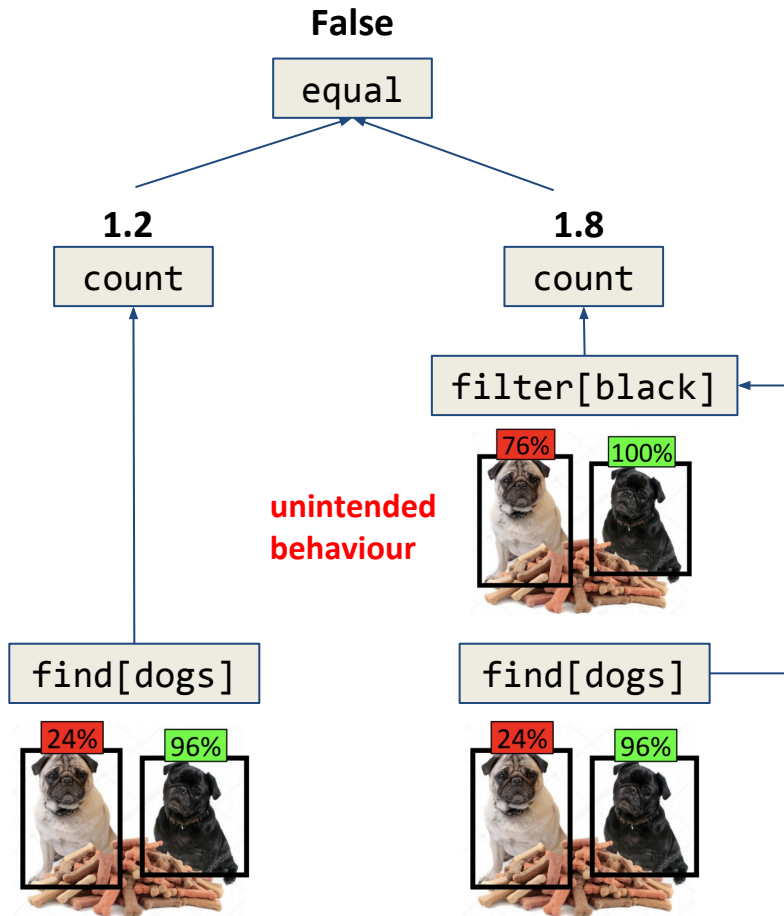 False
equal
1.2
1.8
count
count
filter[black]
76%
100%
unintended
behaviour
find[dogs]
find[dogs]
24%
96%
24%
96%